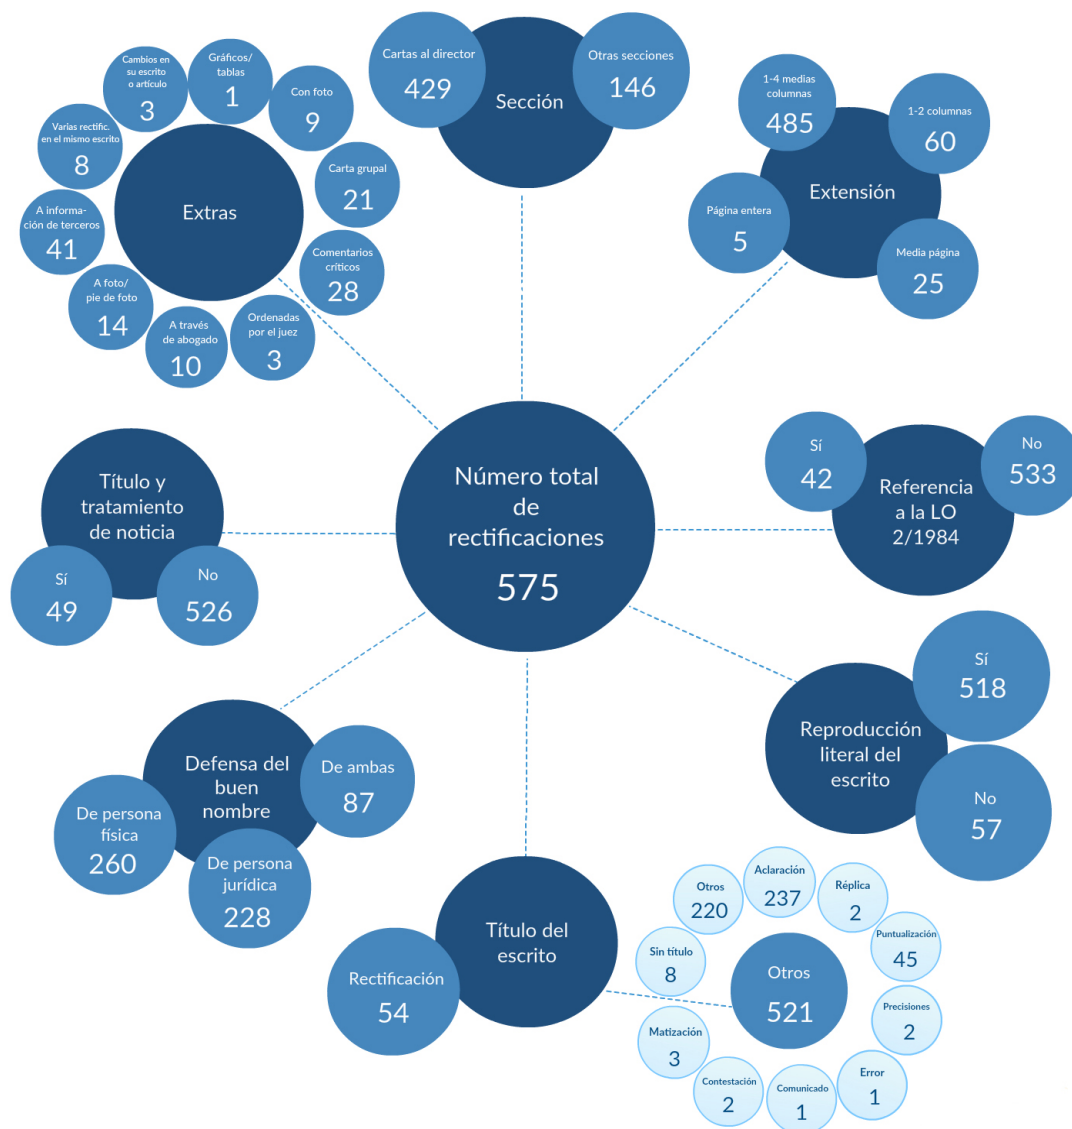 Cambios en
su escrito
o artículo
3
Gráficos/
tablas
1
Con foto
9
Varias rectific.
en el mismo escrito
8
Carta grupal
21
Extras
A informa-
ción de terceros
41
Comentarios
críticos
28
A foto/
pie de foto
14
A través
de abogado
10
Ordenadas
por el juez
3
Cartas al director
429
Otras secciones
146
Sección
1-4 medias
columnas
485
1-2 columnas
60
Extensión
Página entera
5
Media página
25
Número total
de
rectificaciones
575
Título y
tratamiento
de noticia
Sí
49
No
526
Sí
42
No
533
Referencia
a la LO
2/1984
Sí
518
Reproducción
literal del
escrito
No
57
Defensa del
buen
nombre
De ambas
87
De persona
física
260
De persona
jurídica
228
Título del
escrito
Rectificación
54
Otros
521
Otros
220
Aclaración
237
Réplica
2
Puntualización
45
Precisiones
2
Error
1
Comunicado
1
Contestación
2
Matización
3
Sin título
8